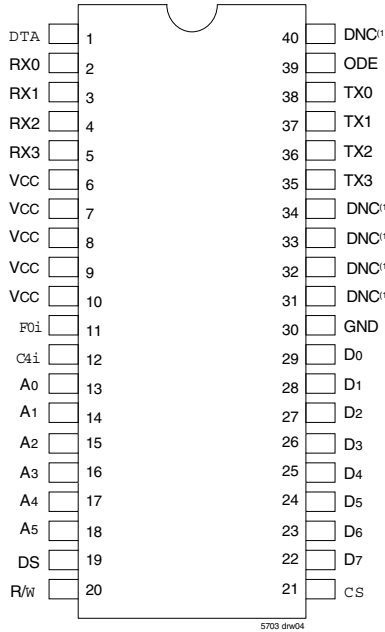 DTA 1 40 DNC(1
RX0 2 39 ODE
RX1 3 38 TX0
RX2 4 37 TX1
RX3 5 36 TX2
VCC 6 35 TX3
VCC 7 34 DNC(1
VCC 8 33 DNC(1
VCC 9 32 DNC(1
VCC 10 31 DNC(1
F0i 11 30 GND
C4i 12 29 D0
A0 13 28 D1
A1 14 27 D2
A2 15 26 D3
A3 16 25 D4
A4 17 24 D5
A5 18 23 D6
DS 19 22 D7
R/W 20 21 CS
5703 drw04